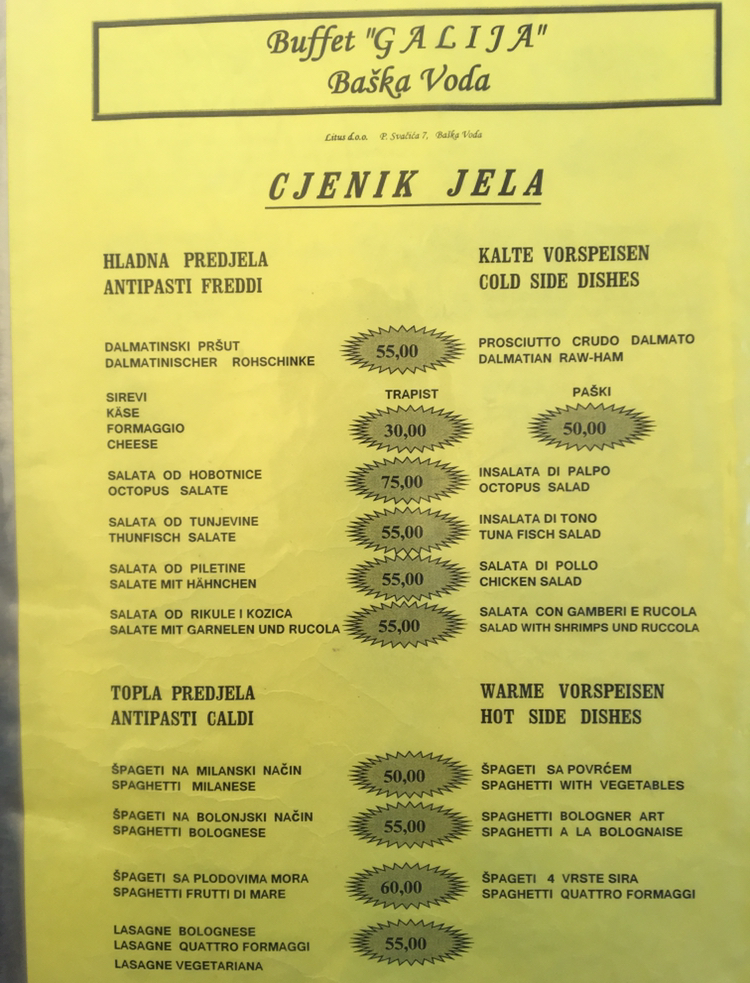 Buffet "GALIJA"
Baška Voda
Litus d.o.o. P. Svačića 7, Baška Voda
CJENIK JELA
HLADNA PREDJELA
ANTIPASTI FREDDI
KALTE VORSPEISEN
COLD SIDE DISHES
DALMATINSKI PRŠUT
DALMATINISCHER ROHSCHINKE
55,00
PROSCIUTTO CRUDO DALMATO
DALMATIAN RAW-HAM
SIREVI
KÄSE
FORMAGGIO
CHEESE
TRAPIST
30,00
PAŠKI
50,00
SALATA OD HOBOTNICE
OCTOPUS SALATE
75,00
INSALATA DI PALPO
OCTOPUS SALAD
SALATA OD TUNJEVINE
THUNFISCH SALATE
55,00
INSALATA DI TONO
TUNA FISCH SALAD
SALATA OD PILETINE
SALATE MIT HÄHNCHEN
55,00
SALATA DI POLLO
CHICKEN SALAD
SALATA OD RIKULE I KOZICA
SALATE MIT GARNELEN UND RUCOLA
55,00
SALATA CON GAMBERI E RUCOLA
SALAD WITH SHRIMPS UND RUCCOLA
TOPLA PREDJELA
ANTIPASTI CALDI
WARME VORSPEISEN
HOT SIDE DISHES
ŠPAGETI NA MILANSKI NAČIN
SPAGHETTI MILANESE
50,00
ŠPAGETI SA POVRĆEM
SPAGHETTI WITH VEGETABLES
ŠPAGETI NA BOLONJSKI NAČIN
SPAGHETTI BOLOGNESE
55,00
SPAGHETTI BOLOGNER ART
SPAGHETTI A LA BOLOGNAISE
ŠPAGETI SA PLODOVIMA MORA
SPAGHETTI FRUTTI DI MARE
60,00
ŠPAGETI 4 VRSTE SIRA
SPAGHETTI QUATTRO FORMAGGI
LASAGNE BOLOGNESE
LASAGNE QUATTRO FORMAGGI
LASAGNE VEGETARIANA
55,00